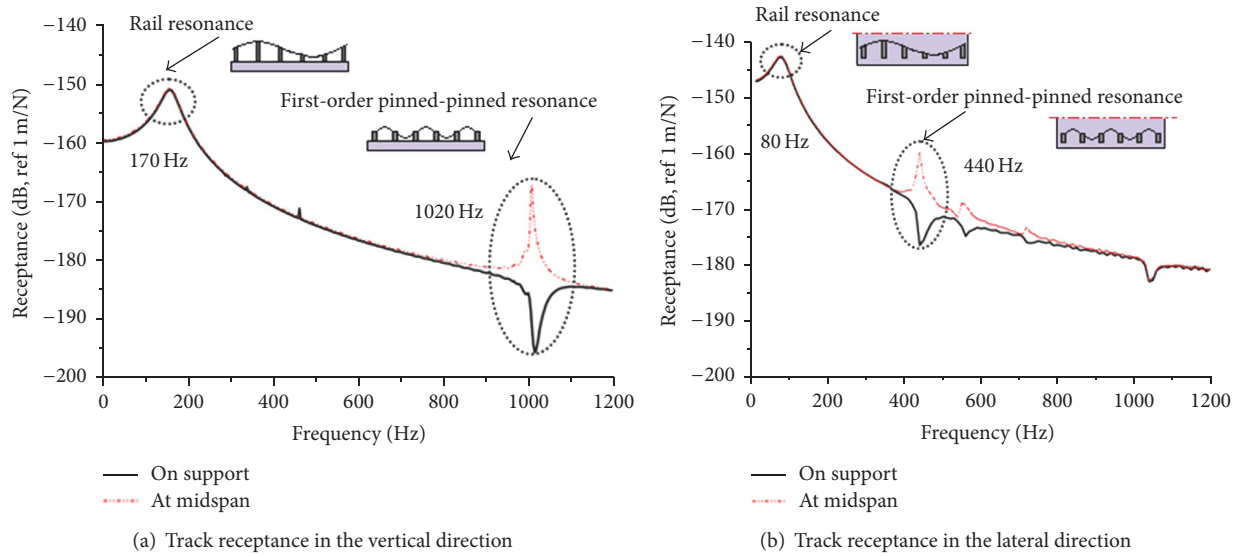 Rail resonance
First-order pinned-pinned resonance
170 Hz
1020 Hz
Receptance (dB, ref 1 m/N)
−140
−150
−160
−170
−180
−190
−200
0
200
400
600
800
1000
1200
Frequency (Hz)
On support
At midspan
(a) Track receptance in the vertical direction
Rail resonance
First-order pinned-pinned resonance
80 Hz
440 Hz
Receptance (dB, ref 1 m/N)
−140
−150
−160
−170
−180
−190
−200
0
200
400
600
800
1000
1200
Frequency (Hz)
On support
At midspan
(b) Track receptance in the lateral direction